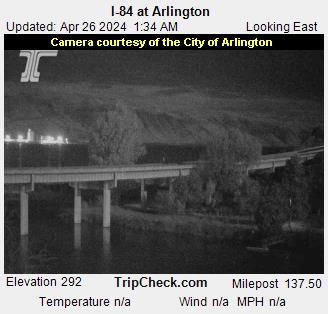 I-84 at Arlington
Updated: Apr 26 2024 1:34 AM Looking East
Camera courtesy of the City of Arlington
Elevation 292 TripCheck.com Milepost 137.50
Temperature n/a Wind n/a MPH n/a